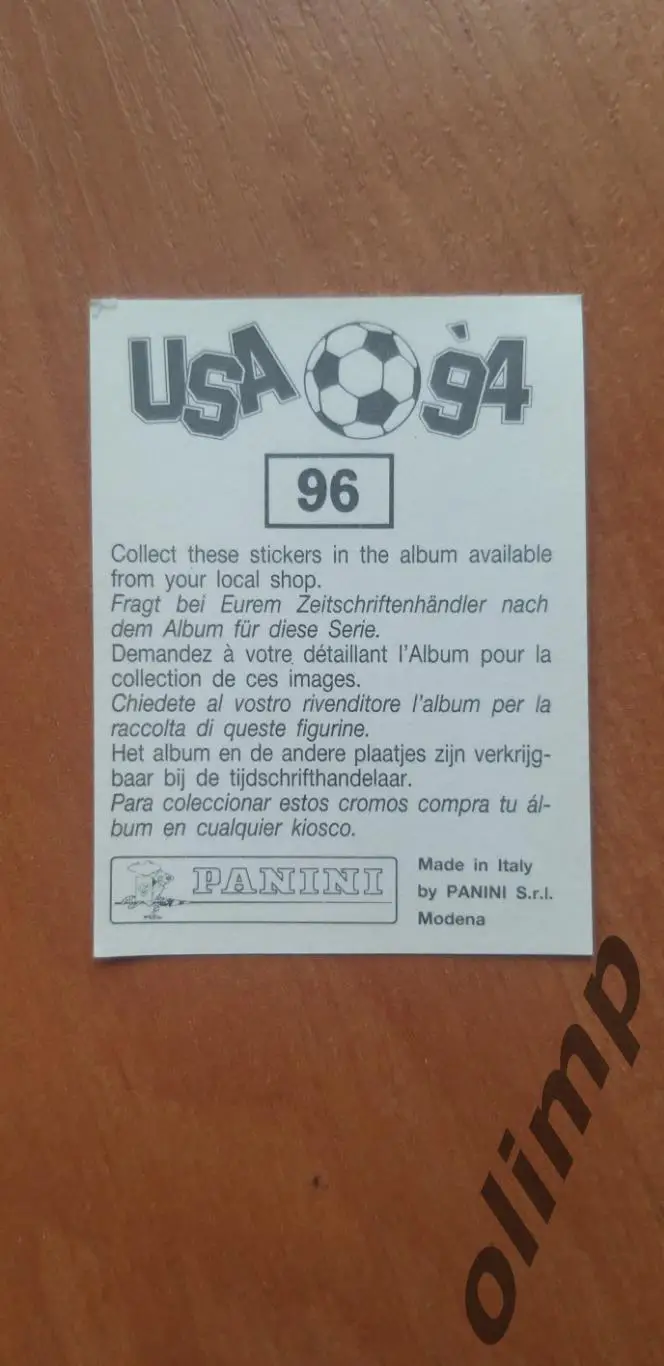 USA '94
96
Collect these stickers in the album available
from your local shop.
Fragt bei Eurem Zeitschriftenhändler nach
dem Album für diese Serie.
Demandez à votre détaillant l'Album pour la
collection de ces images.
Chiedete al vostro rivenditore l'album per la
raccolta di queste figurine.
Het album en de andere plaatjes zijn verkrijg-
baar bij de tijdschrifthandelaar.
Para coleccionar estos cromos compra tu ál-
bum en cualquier kiosco.
PANINI
Made in Italy
by PANINI S.r.l.
Modena
olimp